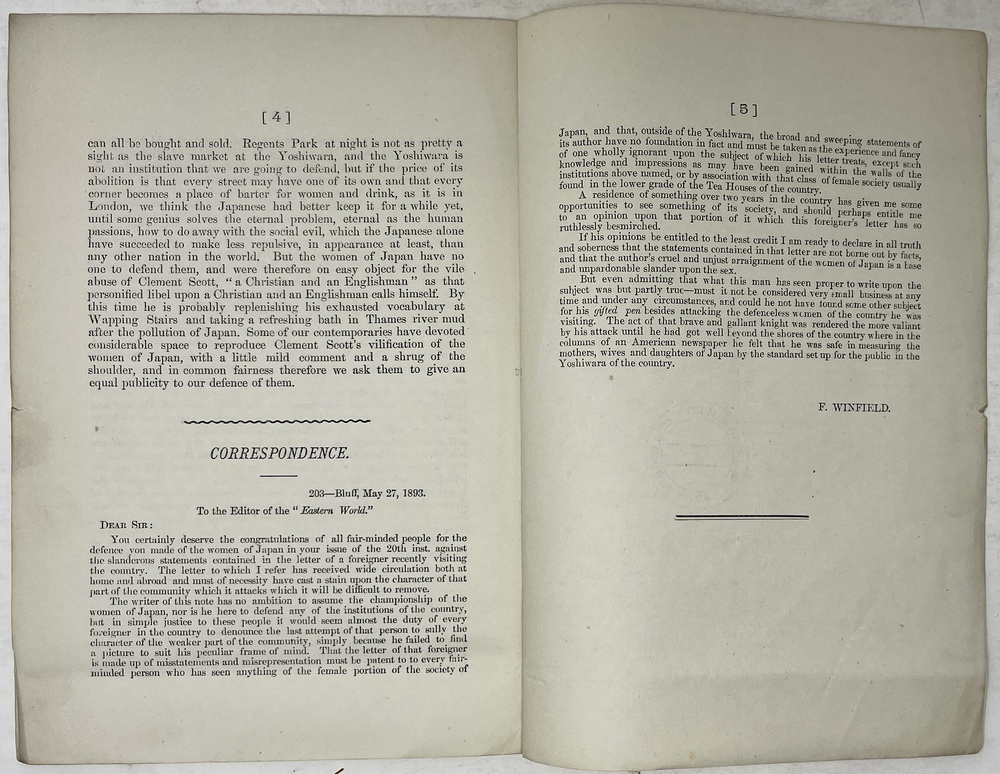 [ 4 ]
can all be bought and sold. Regents Park at night is not as pretty a
sight as the slave market at the Yoshiwara, and the Yoshiwara is
not an institution that we are going to defend, but if the price of its
abolition is that every street may have one of its own and that every
corner becomes a place of barter for women and drink, as it is in
London, we think the Japanese had better keep it for a while yet,
until some genius solves the eternal problem, eternal as the human
passions, how to do away with the social evil, which the Japanese alone
have succeeded to make less repulsive, in appearance at least, than
any other nation in the world. But the women of Japan have no
one to defend them, and were therefore on easy object for the vile
abuse of Clement Scott, "a Christian and an Englishman" as that
personified libel upon a Christian and an Englishman calls himself. By
this time he is probably replenishing his exhausted vocabulary at
Wapping Stairs and taking a refreshing bath in Thames river mud
after the pollution of Japan. Some of our contemporaries have devoted
considerable space to reproduce Clement Scott's vilification of the
women of Japan, with a little mild comment and a shrug of the
shoulder, and in common fairness therefore we ask them to give an
equal publicity to our defence of them.
CORRESPONDENCE.
203—Bluff, May 27, 1893.
To the Editor of the "Eastern World."
DEAR SIR:
You certainly deserve the congratulations of all fair-minded people for the
defence you made of the women of Japan in your issue of the 20th inst. against
the slanderous statements contained in the letter of a foreigner recently visiting
the country. The letter to which I refer has received wide circulation both at
home and abroad and must of necessity have cast a stain upon the character of that
part of the community which it attacks which it will be difficult to remove.
The writer of this note has no ambition to assume the championship of the
women of Japan, nor is he here to defend any of the institutions of the country,
but in simple justice to these people it would seem almost the duty of every
foreigner in the country to denounce the last attempt of that person to sully the
character of the weaker part of the community, simply because he failed to find
a picture to suit his peculiar frame of mind. That the letter of that foreigner
is made up of misstatements and misrepresentation must be patent to to every fair-
minded person who has seen anything of the female portion of the society of
[ 5 ]
Japan, and that, outside of the Yoshiwara, the broad and sweeping statements of
its author have no foundation in fact and must be taken as the experience and fancy
of one wholly ignorant upon the subject of which his letter treats, except such
knowledge and impressions as may have been gained within the walls of the
institutions above named, or by association with that class of female society usually
found in the lower grade of the Tea Houses of the country.
A residence of something over two years in the country has given me some
opportunities to see something of its society, and should perhaps entitle me
to an opinion upon that portion of it which this foreigner's letter has so
ruthlessly besmirched.
If his opinions be entitled to the least credit I am ready to declare in all truth
and soberness that the statements contained in that letter are not borne out by facts,
and that the author's cruel and unjust arraignment of the women of Japan is a base
and unpardonable slander upon the sex.
But even admitting that what this man has seen proper to write upon the
subject was but partly true—must it not be considered very small business at any
time and under any circumstances, and could he not have found some other subject
for his gifted pen besides attacking the defenceless women of the country he was
visiting. The act of that brave and gallant knight was rendered the more valiant
by his attack until he had got well beyond the shores of the country where in the
columns of an American newspaper he felt that he was safe in measuring the
mothers, wives and daughters of Japan by the standard set up for the public in the
Yoshiwara of the country.
F. WINFIELD.